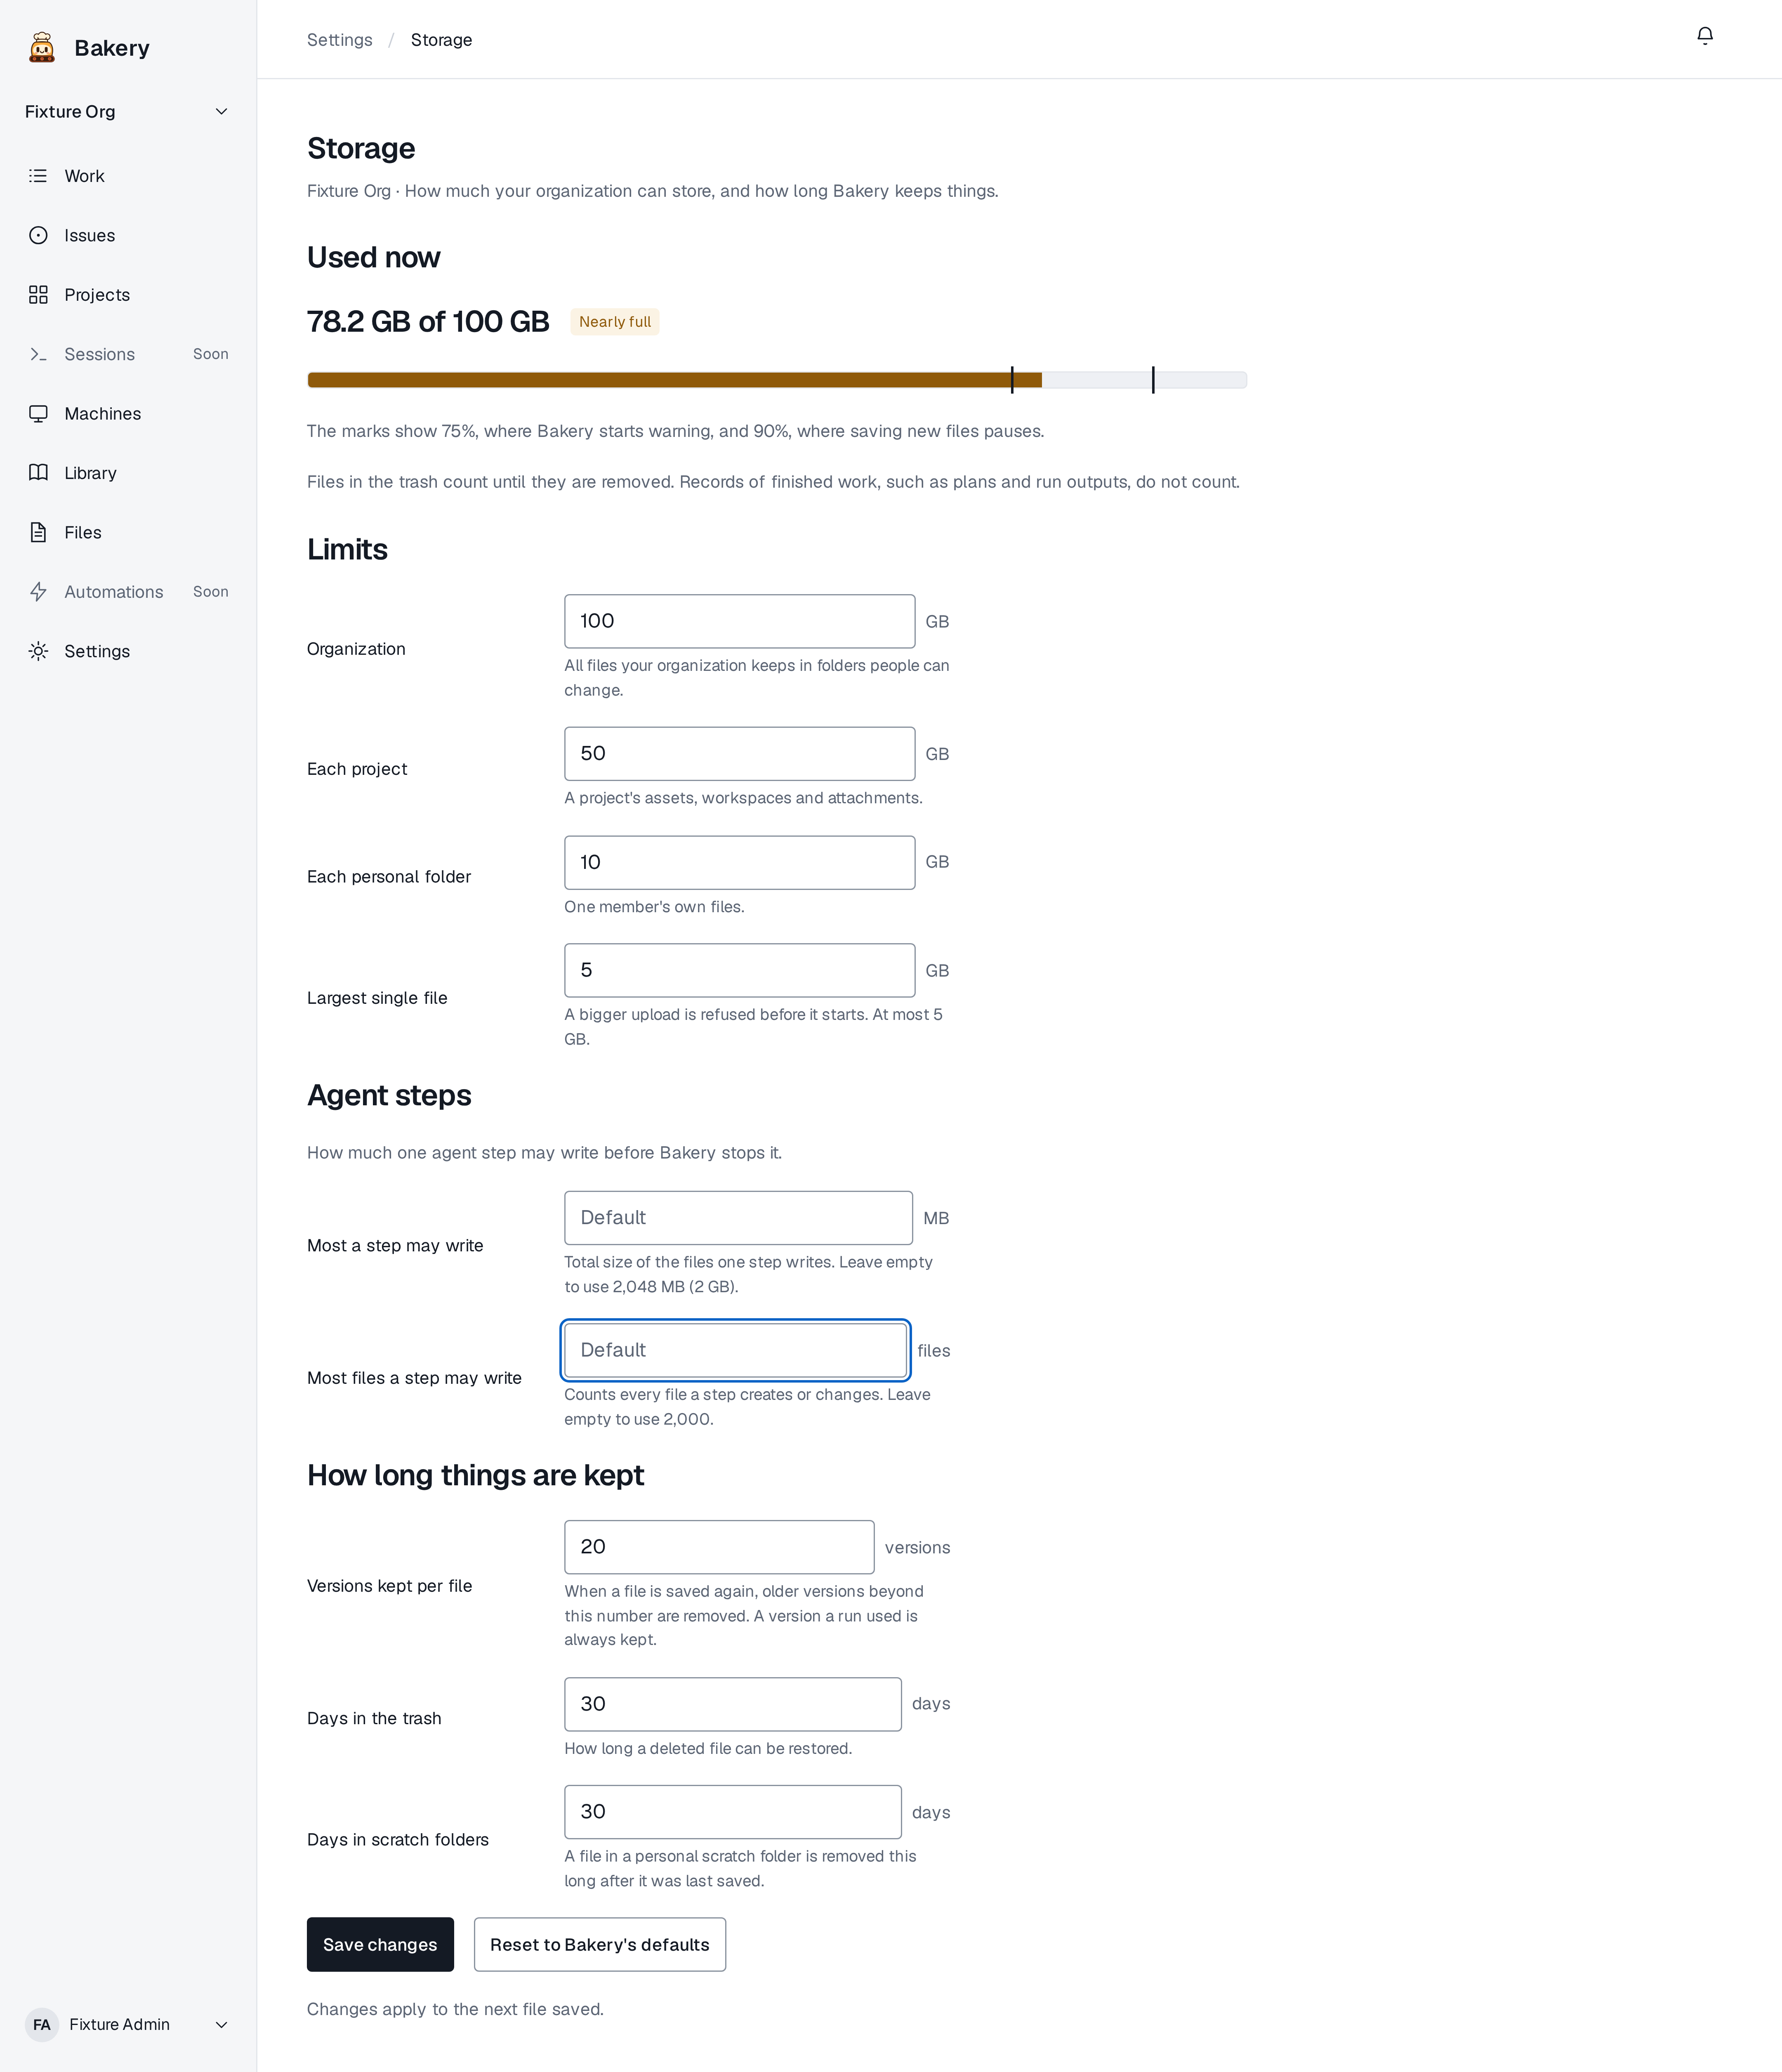 Bakery
Settings / Storage
Fixture Org
Work
Issues
Projects
Sessions Soon
Machines
Library
Files
Automations Soon
Settings
Storage
Fixture Org · How much your organization can store, and how long Bakery keeps things.
Used now
78.2 GB of 100 GB Nearly full
The marks show 75%, where Bakery starts warning, and 90%, where saving new files pauses.
Files in the trash count until they are removed. Records of finished work, such as plans and run outputs, do not count.
Limits
Organization
100 GB
All files your organization keeps in folders people can
change.
Each project
50 GB
A project's assets, workspaces and attachments.
Each personal folder
10 GB
One member's own files.
Largest single file
5 GB
A bigger upload is refused before it starts. At most 5
GB.
Agent steps
How much one agent step may write before Bakery stops it.
Most a step may write
Default MB
Total size of the files one step writes. Leave empty
to use 2,048 MB (2 GB).
Most files a step may write
Default files
Counts every file a step creates or changes. Leave
empty to use 2,000.
How long things are kept
Versions kept per file
20 versions
When a file is saved again, older versions beyond
this number are removed. A version a run used is
always kept.
Days in the trash
30 days
How long a deleted file can be restored.
Days in scratch folders
30 days
A file in a personal scratch folder is removed this
long after it was last saved.
Save changes Reset to Bakery's defaults
Changes apply to the next file saved.
FA Fixture Admin